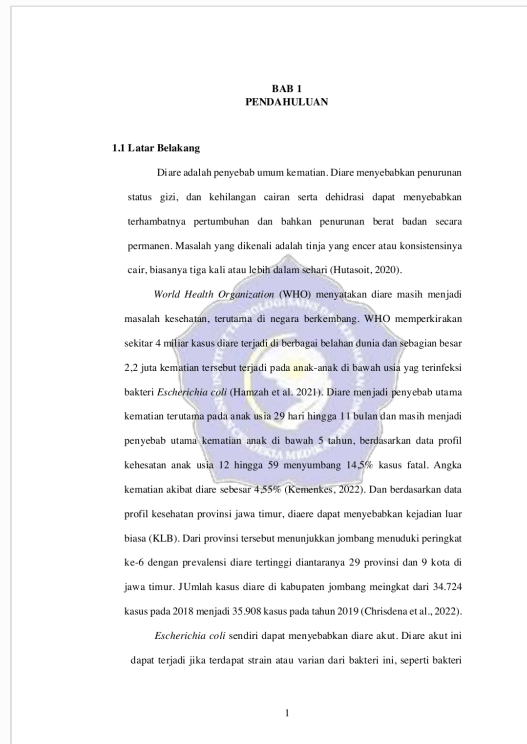 BAB 1
PENDAHULUAN
1.1 Latar Belakang
Diare adalah penyebab umum kematian. Diare menyebabkan penurunan
status gizi, dan kehilangan cairan serta dehidrasi dapat menyebabkan
terhambatnya pertumbuhan dan bahkan penurunan berat badan secara
permanen. Masalah yang dikenali adalah tinja yang encer atau konsistensinya
cair, biasanya tiga kali atau lebih dalam sehari (Hutasoit, 2020).
World Health Organization (WHO) menyatakan diare masih menjadi
masalah kesehatan, terutama di negara berkembang. WHO memperkirakan
sekitar 4 miliar kasus diare terjadi di berbagai belahan dunia dan sebagian besar
2,2 juta kematian tersebut terjadi pada anak-anak di bawah usia yag terinfeksi
bakteri Escherichia coli (Hamzah et al. 2021). Diare menjadi penyebab utama
kematian terutama pada anak usia 29 hari hingga 11 bulan dan masih menjadi
penyebab utama kematian anak di bawah 5 tahun, berdasarkan data profil
kehesatan anak usia 12 hingga 59 menyumbang 14,5% kasus fatal. Angka
kematian akibat diare sebesar 4,55% (Kemenkes, 2022). Dan berdasarkan data
profil kesehatan provinsi jawa timur, diaere dapat menyebabkan kejadian luar
biasa (KLB). Dari provinsi tersebut menunjukkan jombang menuduki peringkat
ke-6 dengan prevalensi diare tertinggi diantaranya 29 provinsi dan 9 kota di
jawa timur. JUmlah kasus diare di kabupaten jombang meingkat dari 34.724
kasus pada 2018 menjadi 35.908 kasus pada tahun 2019 (Chrisdena et al., 2022).
Escherichia coli sendiri dapat menyebabkan diare akut. Diare akut ini
dapat terjadi jika terdapat strain atau varian dari bakteri ini, seperti bakteri
1